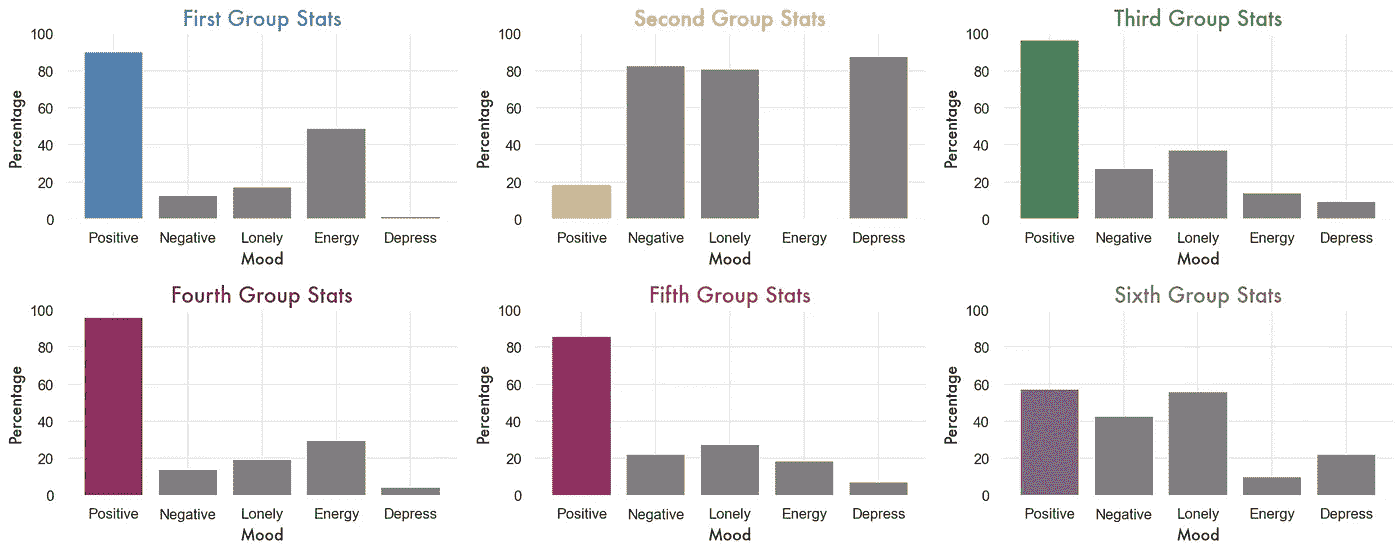 First Group Stats
Percentage
100
80
60
40
20
0
Positive Negative Lonely Energy Depress
Mood
Second Group Stats
Percentage
100
80
60
40
20
0
Positive Negative Lonely Energy Depress
Mood
Third Group Stats
Percentage
100
80
60
40
20
0
Positive Negative Lonely Energy Depress
Mood
Fourth Group Stats
Percentage
100
80
60
40
20
0
Positive Negative Lonely Energy Depress
Mood
Fifth Group Stats
Percentage
100
80
60
40
20
0
Positive Negative Lonely Energy Depress
Mood
Sixth Group Stats
Percentage
100
80
60
40
20
0
Positive Negative Lonely Energy Depress
Mood